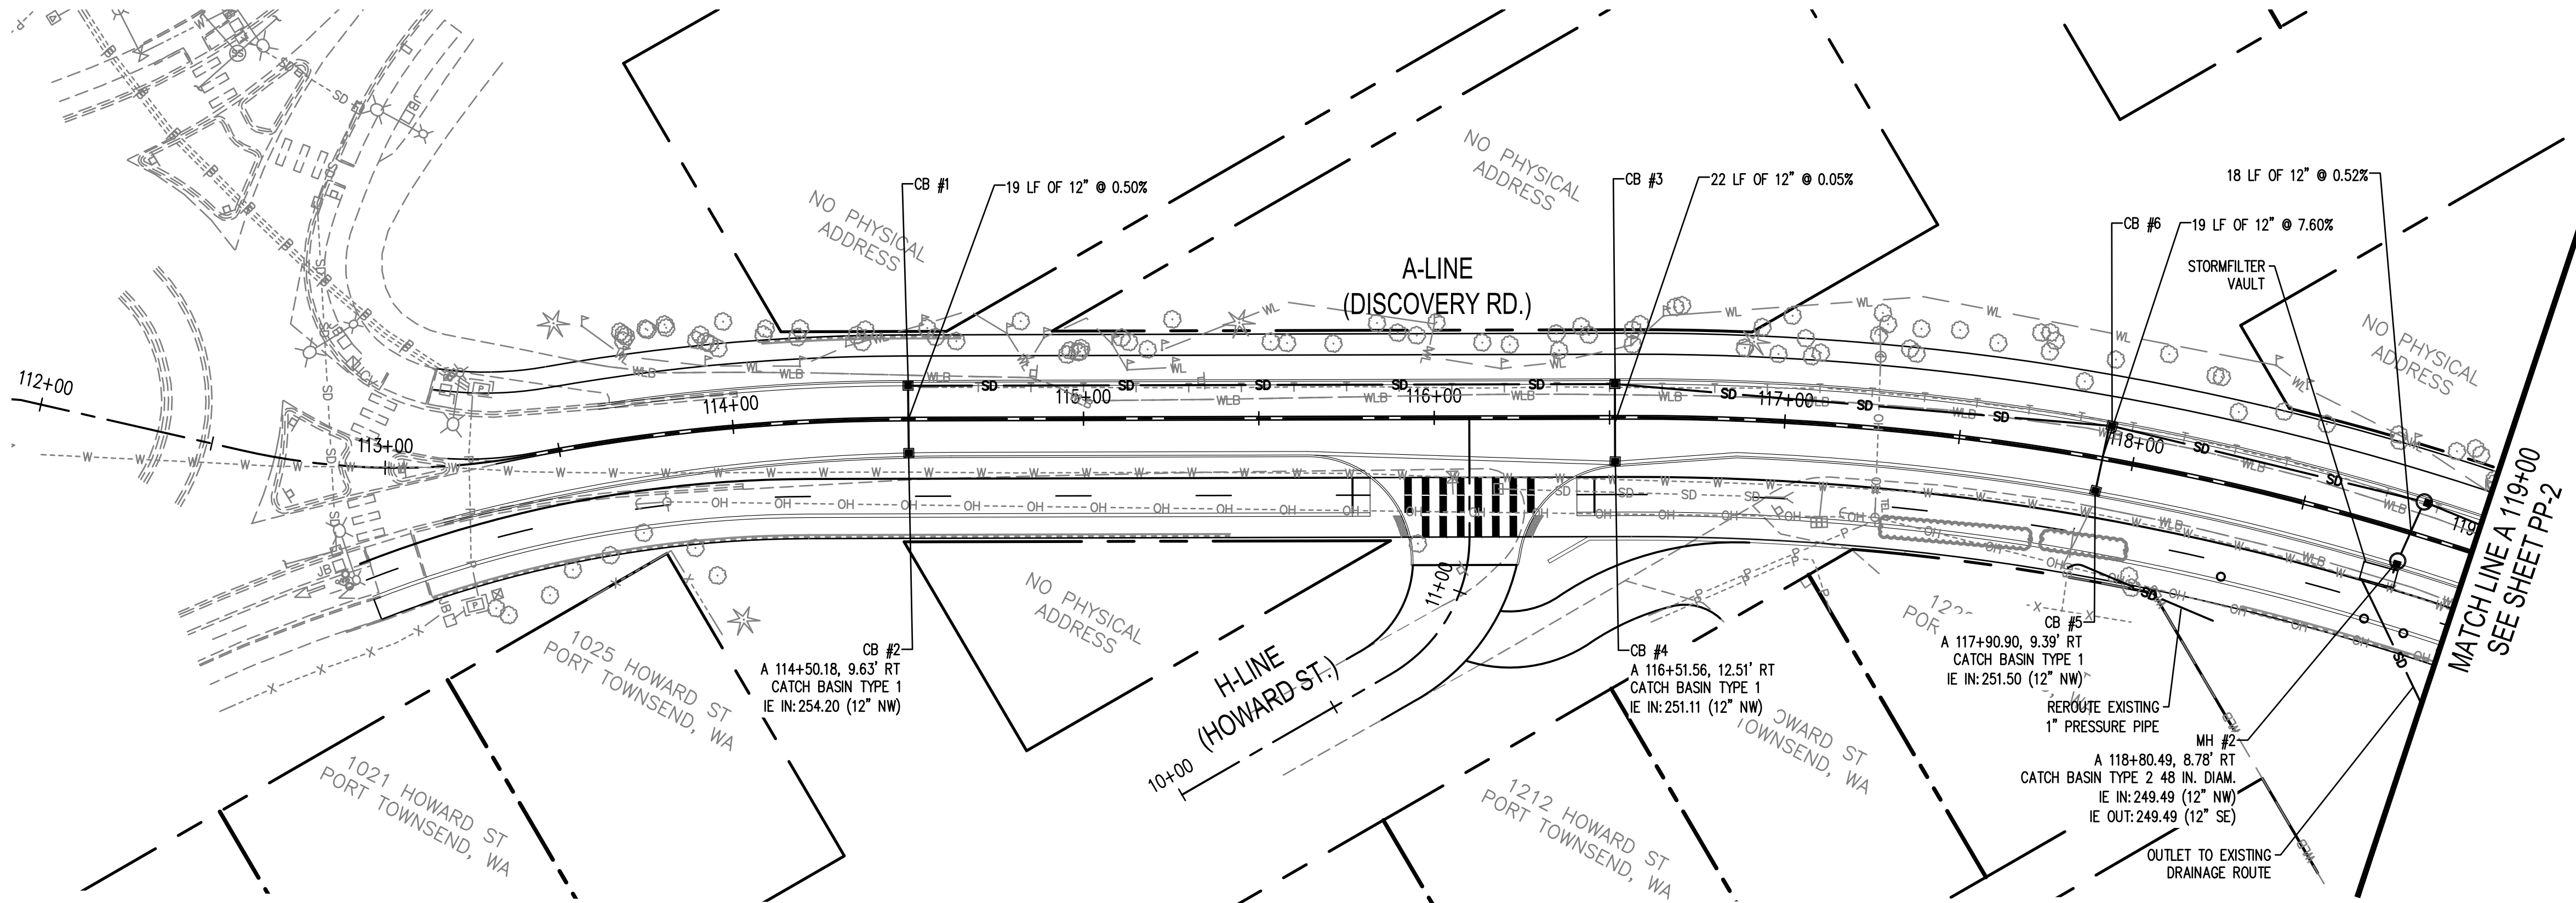 CB #1
19 LF OF 12" @ 0.50%
CB #3
22 LF OF 12" @ 0.05%
18 LF OF 12" @ 0.52%
CB #6
19 LF OF 12" @ 7.60%
STORMFILTER
VAULT
NO PHYSICAL
ADDRESS
NO PHYSICAL
ADDRESS
NO PHYSICAL
ADDRESS
A-LINE
(DISCOVERY RD.)
112+00
113+00
114+00
115+00
116+00
117+00
118+00
119
MATCH LINE A 119+00
SEE SHEET PP-2
NO PHYSICAL
ADDRESS
11+00
10+00
H-LINE
(HOWARD ST.)
1025 HOWARD ST
PORT TOWNSEND, WA
1021 HOWARD ST
PORT TOWNSEND, WA
1212 HOWARD ST
PORT TOWNSEND, WA
OWARD ST
TOWNSEND, WA
CB #2
A 114+50.18, 9.63' RT
CATCH BASIN TYPE 1
IE IN:254.20 (12" NW)
CB #4
A 116+51.56, 12.51' RT
CATCH BASIN TYPE 1
IE IN:251.11 (12" NW)
CB #5
A 117+90.90, 9.39' RT
CATCH BASIN TYPE 1
IE IN:251.50 (12" NW)
REROUTE EXISTING
1" PRESSURE PIPE
MH #2
A 118+80.49, 8.78' RT
CATCH BASIN TYPE 2 48 IN. DIAM.
IE IN:249.49 (12" NW)
IE OUT:249.49 (12" SE)
OUTLET TO EXISTING
DRAINAGE ROUTE